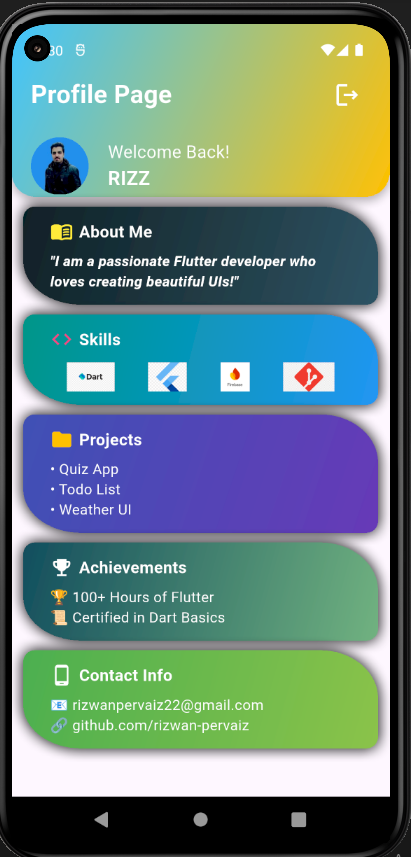 30
Profile Page
Welcome Back!
RIZZ
About Me
"I am a passionate Flutter developer who
loves creating beautiful UIs!"
Skills
Dart
Firebase
Projects
• Quiz App
• Todo List
• Weather UI
Achievements
🏆 100+ Hours of Flutter
📜 Certified in Dart Basics
Contact Info
📧 rizwanpervaiz22@gmail.com
🔗 github.com/rizwan-pervaiz